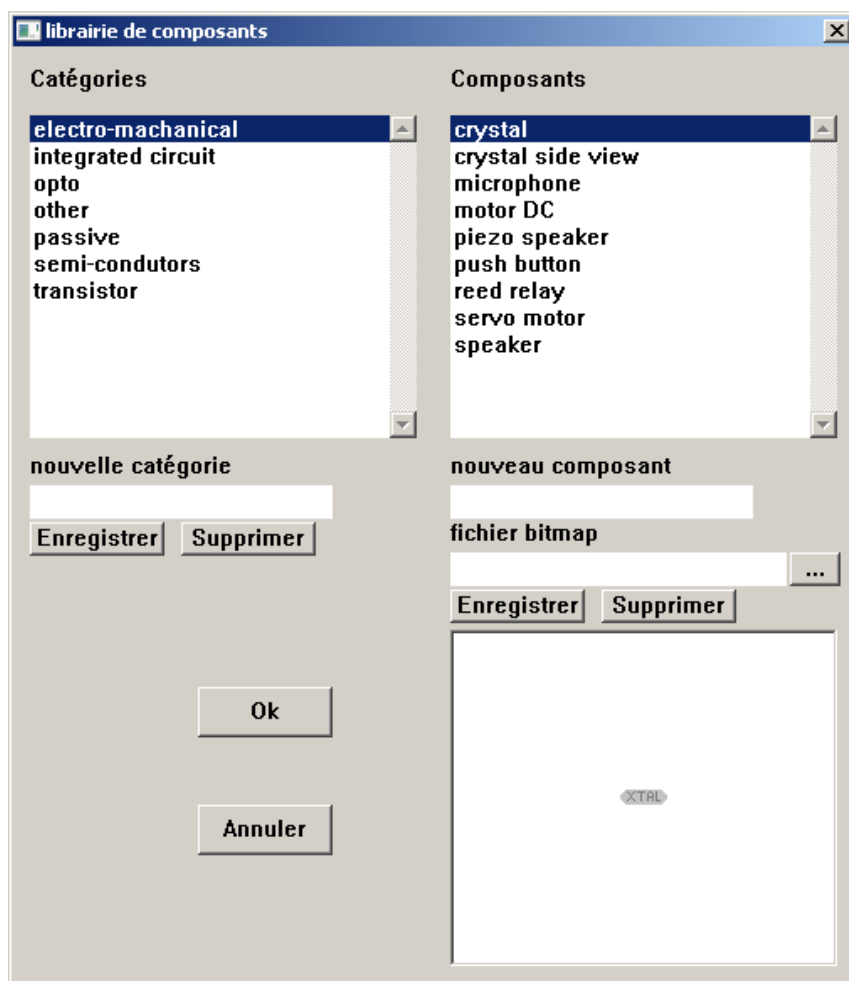 librairie de composants
Catégories
electro-machanical
integrated circuit
opto
other
passive
semi-condutors
transistor
nouvelle catégorie
Enregistrer Supprimer
Ok
Annuler
Composants
crystal
crystal side view
microphone
motor DC
piezo speaker
push button
reed relay
servo motor
speaker
nouveau composant
fichier bitmap
...
Enregistrer Supprimer
XTAL